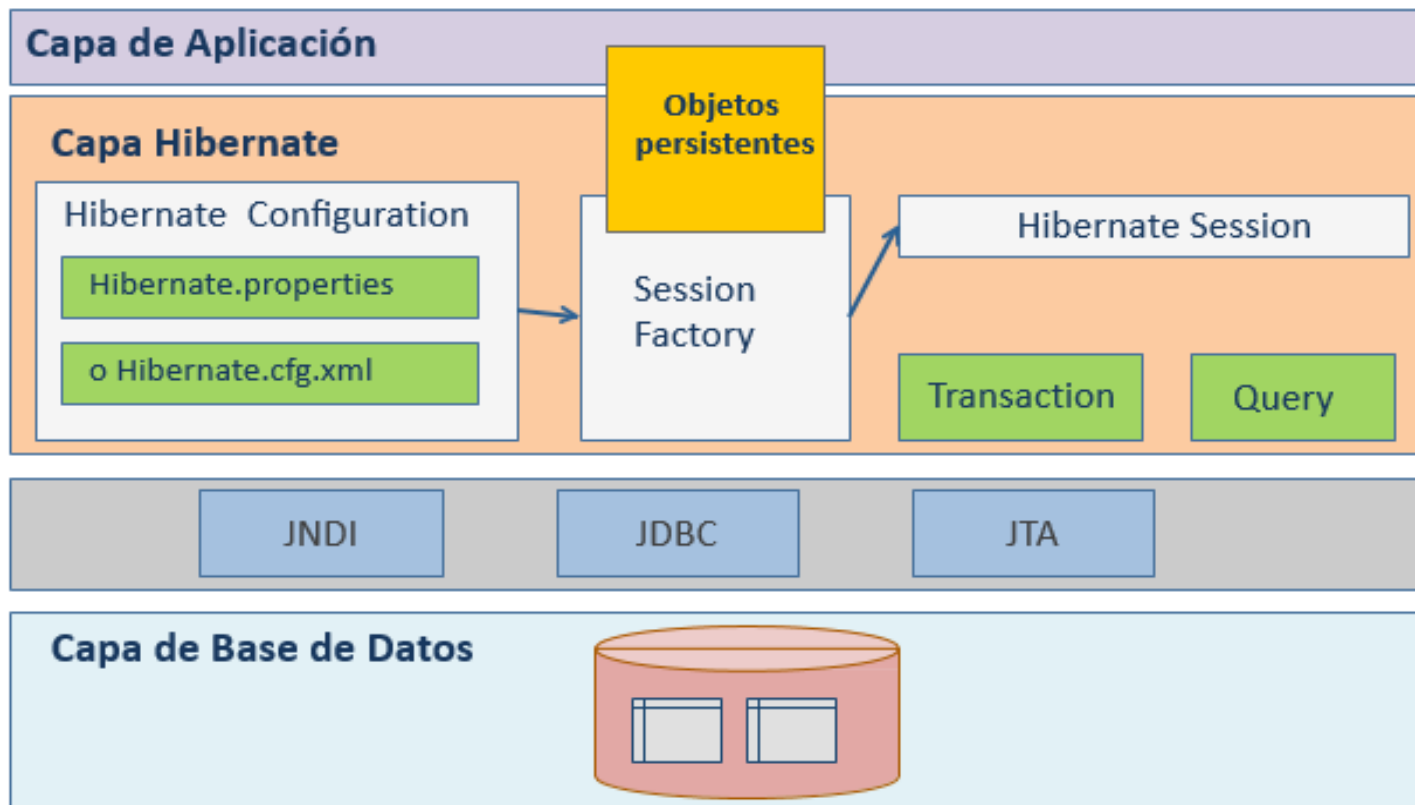 Capa de Aplicación
Objetos
persistentes
Capa Hibernate
Hibernate Configuration
Hibernate.properties
o Hibernate.cfg.xml
Session
Factory
Hibernate Session
Transaction
Query
JNDI
JDBC
JTA
Capa de Base de Datos